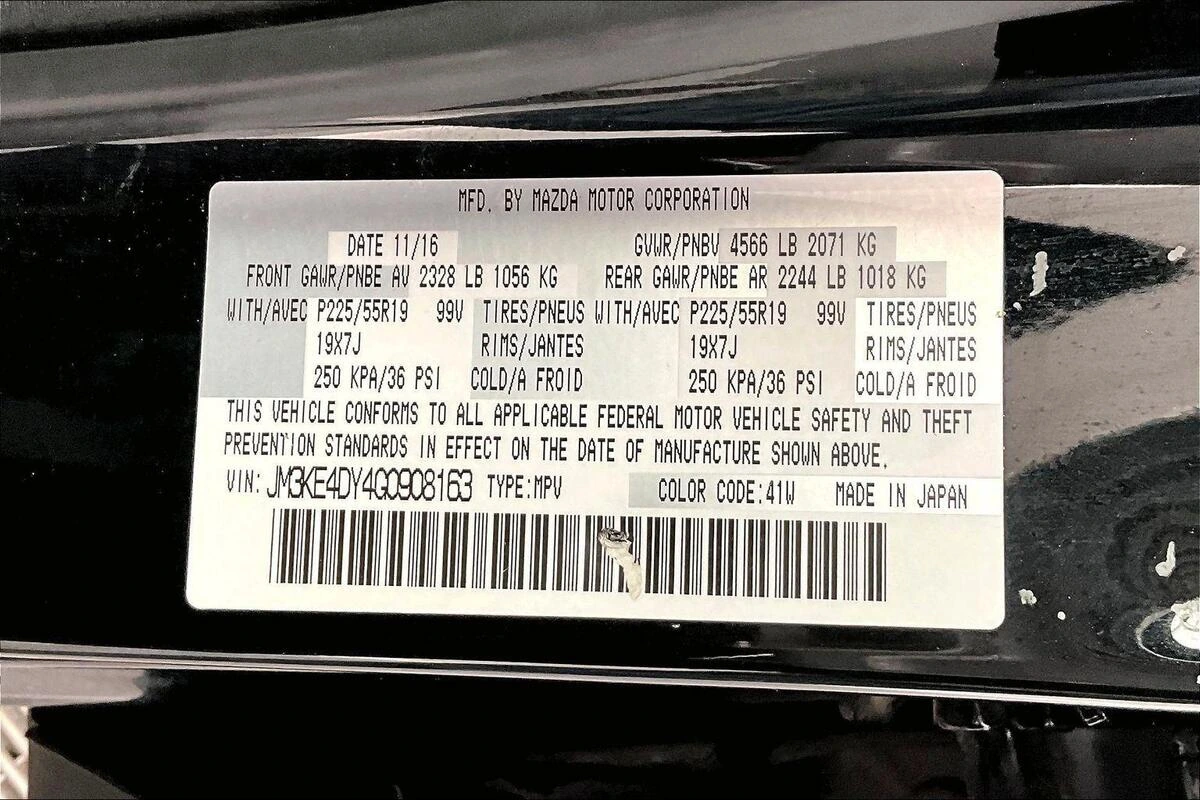 MFD. BY MAZDA MOTOR CORPORATION
DATE 11/16 GVWR/PNBV 4566 LB 2071 KG
FRONT GAWR/PNBE AV 2328 LB 1056 KG REAR GAWR/PNBE AR 2244 LB 1018 KG
WITH/AVEC P225/55R19 99V TIRES/PNEUS WITH/AVEC P225/55R19 99V TIRES/PNEUS
19X7J RIMS/JANTES 19X7J RIMS/JANTES
250 KPA/36 PSI COLD/A FROID 250 KPA/36 PSI COLD/A FROID
THIS VEHICLE CONFORMS TO ALL APPLICABLE FEDERAL MOTOR VEHICLE SAFETY AND THEFT
PREVENTION STANDARDS IN EFFECT ON THE DATE OF MANUFACTURE SHOWN ABOVE.
VIN: JM3KE4DY4G0908163 TYPE:MPV COLOR CODE:41W MADE IN JAPAN